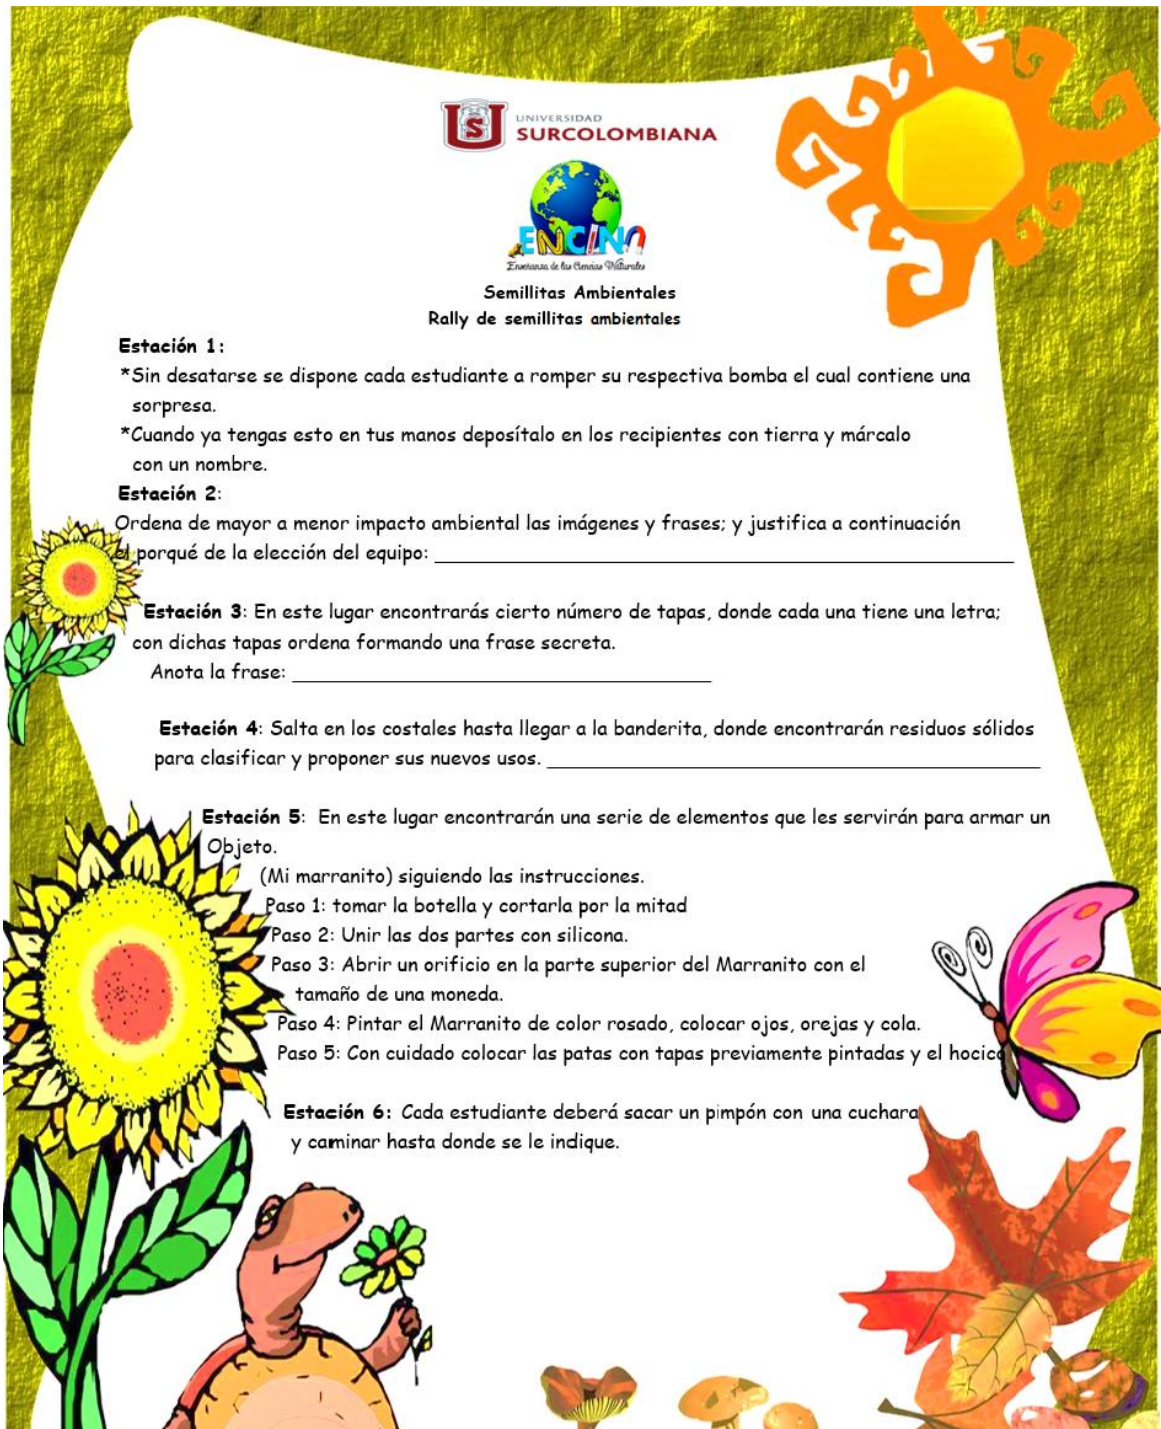 UNIVERSIDAD
SURCOLOMBIANA
ENCINA
Enseñanza de las Ciencias Naturales
Semillitas Ambientales
Rally de semillitas ambientales
Estación 1:
*Sin desatarse se dispone cada estudiante a romper su respectiva bomba el cual contiene una
sorpresa.
*Cuando ya tengas esto en tus manos deposítalo en los recipientes con tierra y márcalo
con un nombre.
Estación 2:
Ordena de mayor a menor impacto ambiental las imágenes y frases; y justifica a continuación
el porqué de la elección del equipo:
Estación 3: En este lugar encontrarás cierto número de tapas, donde cada una tiene una letra;
con dichas tapas ordena formando una frase secreta.
Anota la frase:
Estación 4: Salta en los costales hasta llegar a la banderita, donde encontrarán residuos sólidos
para clasificar y proponer sus nuevos usos.
Estación 5: En este lugar encontrarán una serie de elementos que les servirán para armar un
Objeto.
(Mi marranito) siguiendo las instrucciones.
Paso 1: tomar la botella y cortarla por la mitad
Paso 2: Unir las dos partes con silicona.
Paso 3: Abrir un orificio en la parte superior del Marranito con el
tamaño de una moneda.
Paso 4: Pintar el Marranito de color rosado, colocar ojos, orejas y cola.
Paso 5: Con cuidado colocar las patas con tapas previamente pintadas y el hocico
Estación 6: Cada estudiante deberá sacar un pimpón con una cuchara
y caminar hasta donde se le indique.